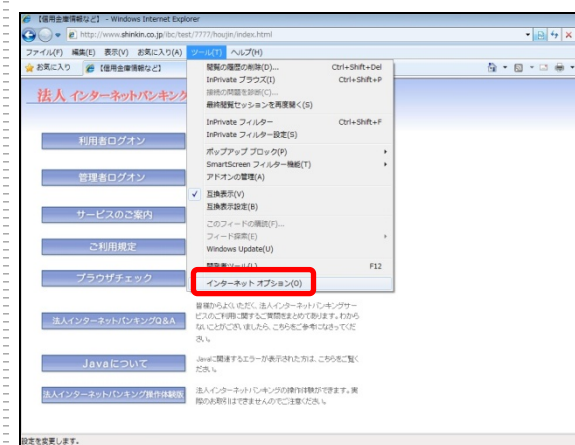 【信用金庫情報など】 - Windows Internet Explorer
http://www.shinkin.co.jp/ibc/test/7777/houjin/index.html
ファイル(F) 編集(E) 表示(V) お気に入り(A) ツール(T) ヘルプ(H)
お気に入り 【信用金庫情報など】
閲覧の履歴の削除(D)... Ctrl+Shift+Del
InPrivate ブラウズ(I) Ctrl+Shift+P
接続の問題を診断(C)...
最終閲覧セッションを再度開く(S)
InPrivate フィルター Ctrl+Shift+F
InPrivate フィルター設定(S)
ポップアップ ブロック(P)
SmartScreen フィルター機能(T)
アドオンの管理(A)
互換表示(V)
互換表示設定(B)
このフィードの購読(F)...
フィード探索(E)
Windows Update(U)
開発者ツール(L) F12
インターネット オプション(O)
法人 インターネットバンキング
利用者ログオン
管理者ログオン
サービスのご案内
ご利用規定
ブラウザチェック
法人インターネットバンキングQ&A
皆様からよくいただく、法人インターネットバンキングサー
ビスのご利用に関するご質問をまとめております。わから
ないことがございましたら、こちらをご参考になさってくだ
さい。
Javaについて
Javaに関連するエラーが表示された方は、こちらをご覧く
ださい。
法人インターネットバンキング操作体験版
法人インターネットバンキングの操作体験ができます。実
際のお取引はできませんのでご注意ください。
設定を変更します。